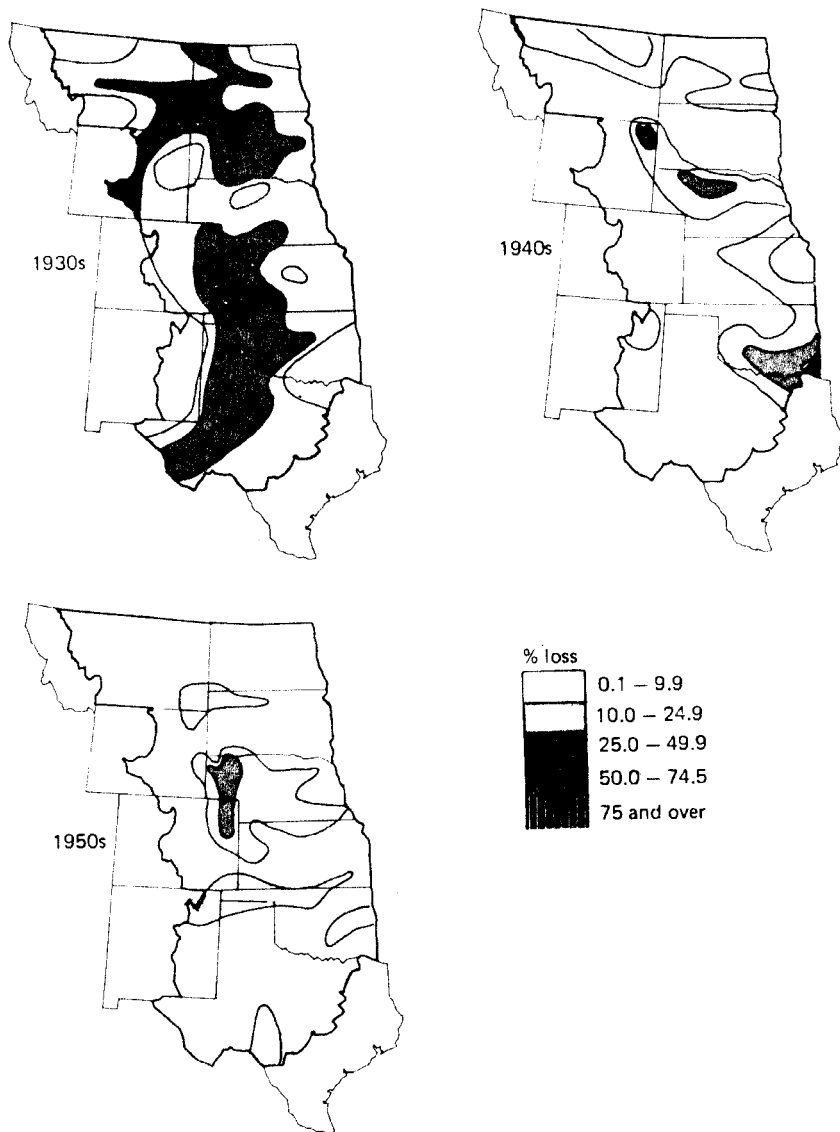 1930s
1940s
1950s
% loss
0.1 – 9.9
10.0 – 24.9
25.0 – 49.9
50.0 – 74.5
75 and over